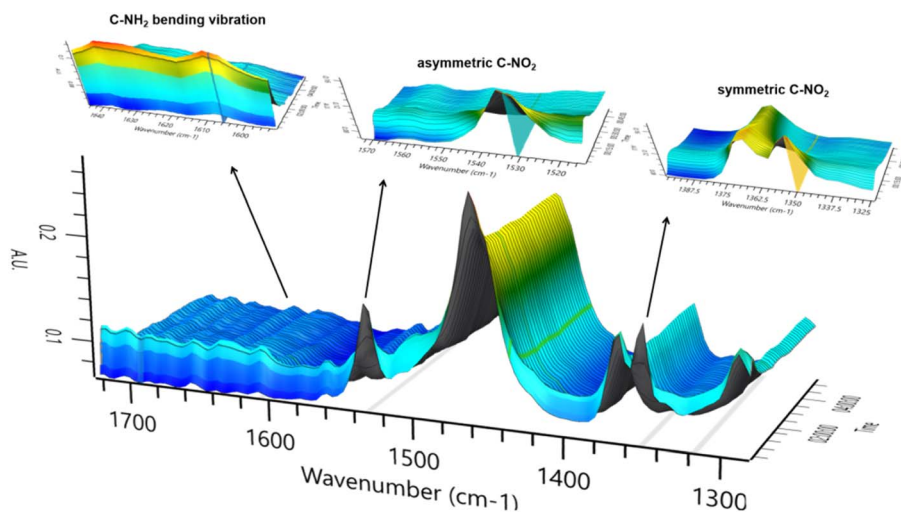 C-NH₂ bending vibration
asymmetric C-NO₂
symmetric C-NO₂
1640
1630
1620
1610
1600
Wavenumber (cm-1)
1570
1560
1550
1540
1530
1520
Wavenumber (cm-1)
1387.5
1375
1362.5
1350
1337.5
1325
Wavenumber (cm-1)
Time
0.2
0.1
A.U.
1700
1600
1500
1400
1300
Wavenumber (cm-1)
Time